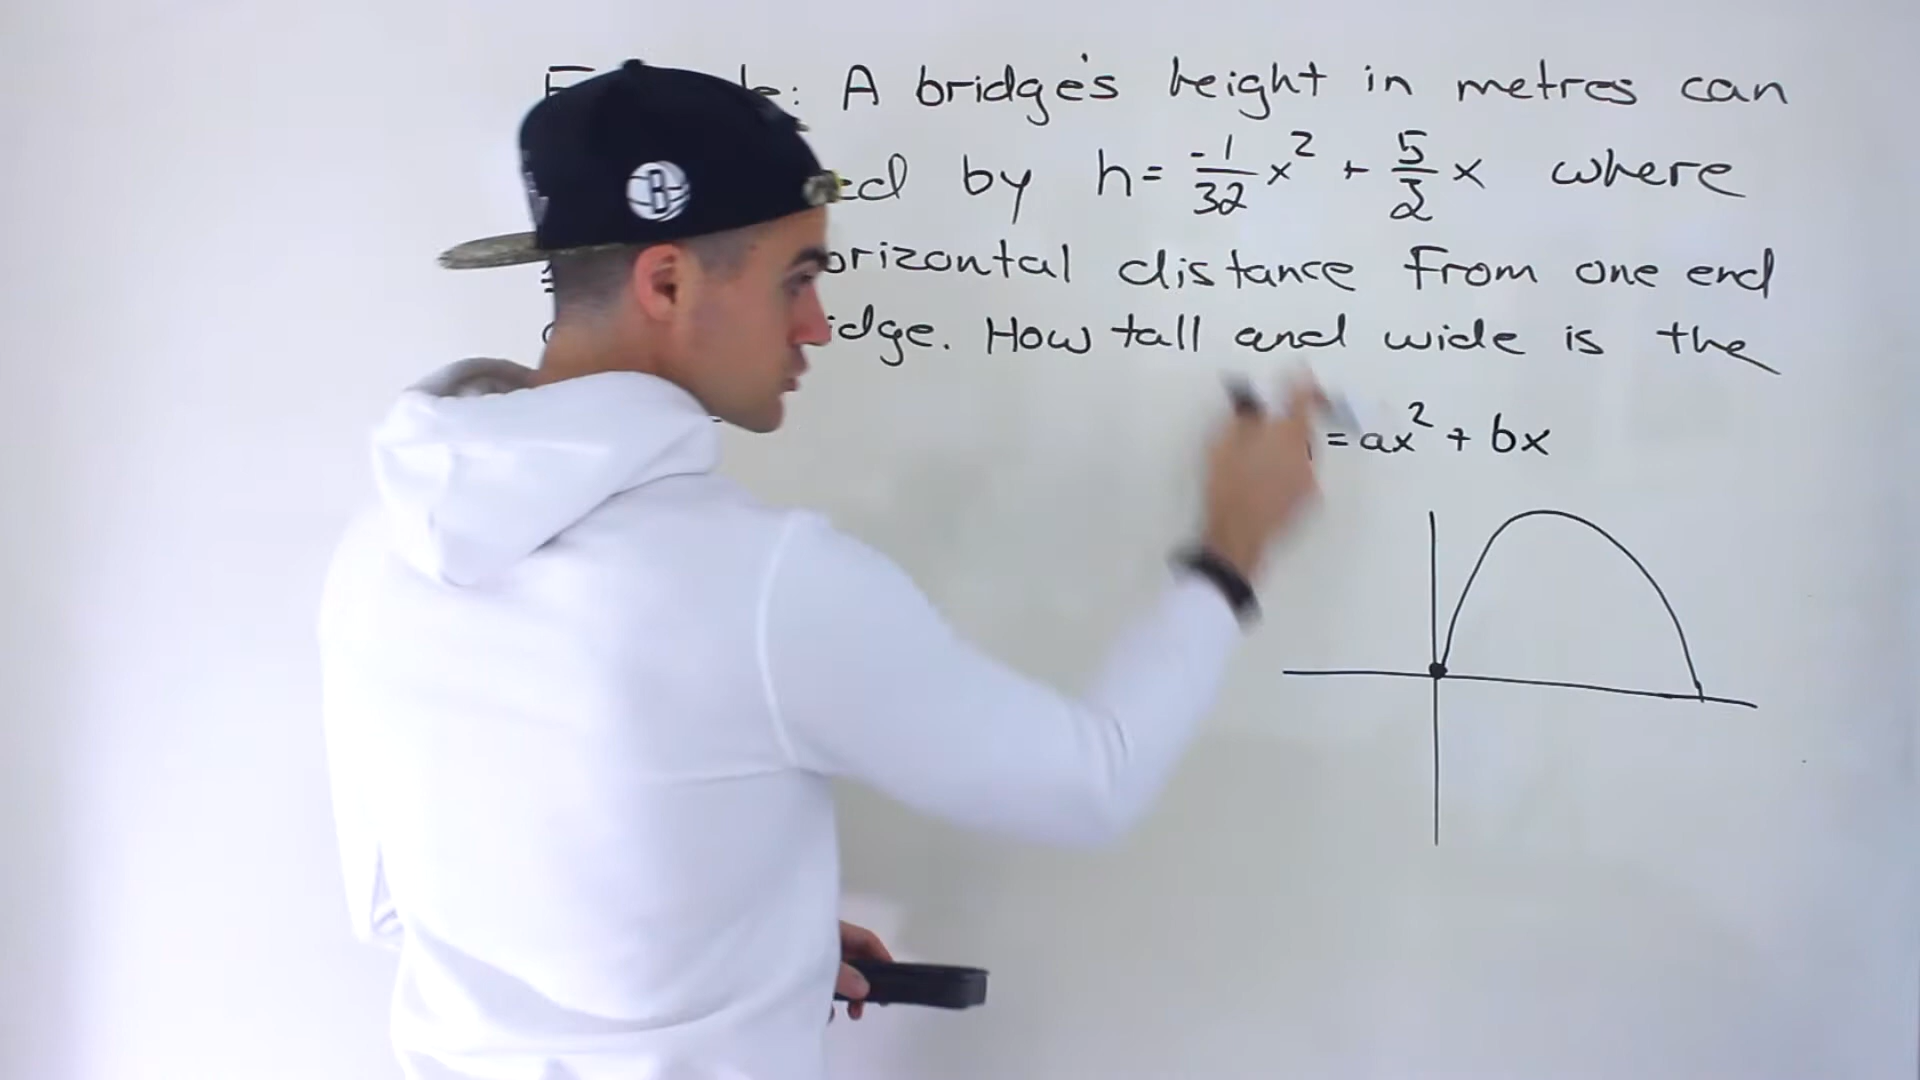 : A bridge's height in metres can
by h = -1/32 x² + 5/2 x where
orizontal distance from one end
idge. How tall and wide is the
= ax² + bx
B